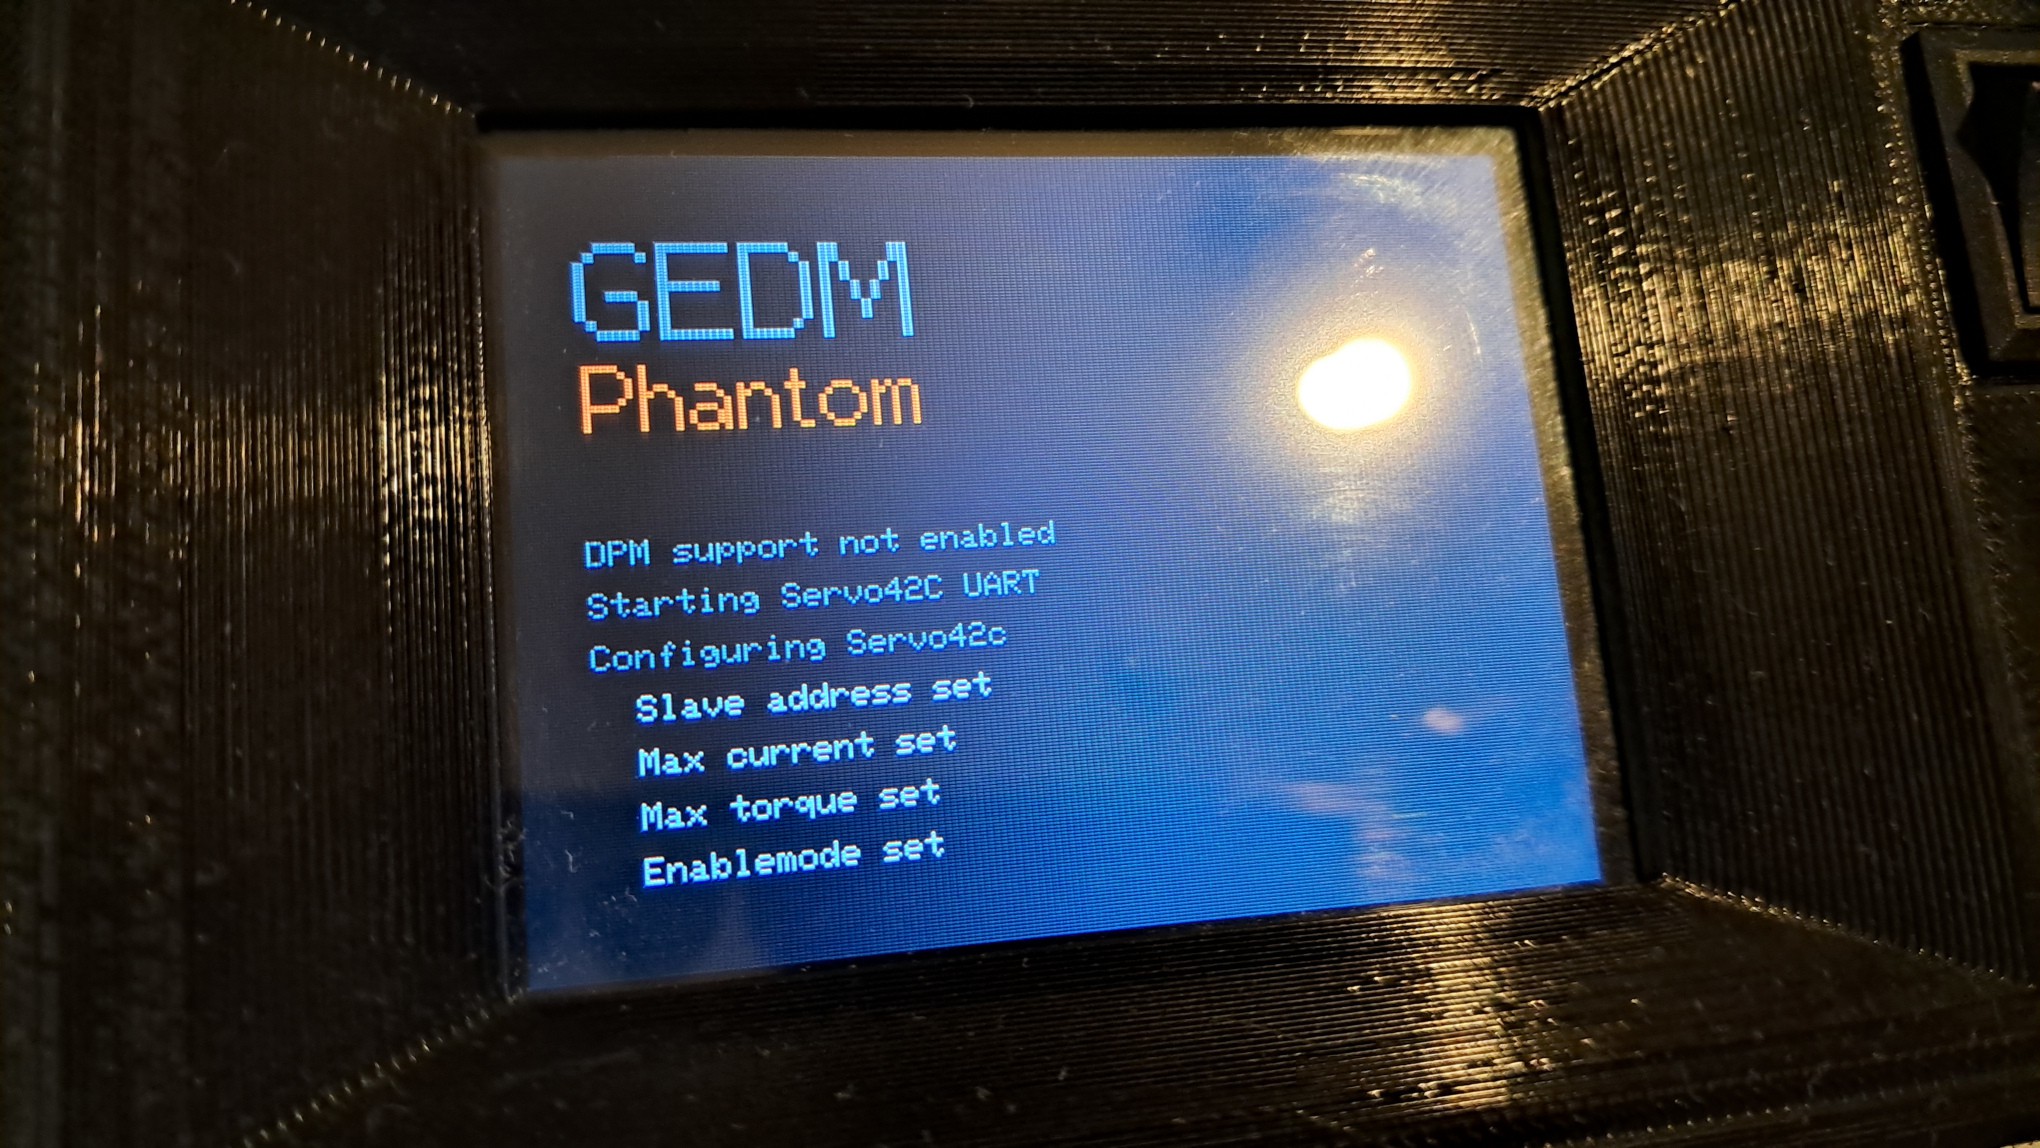 GEDM
Phantom
DPM support not enabled
Starting Servo42C UART
Configuring Servo42c
Slave address set
Max current set
Max torque set
Enablemode set